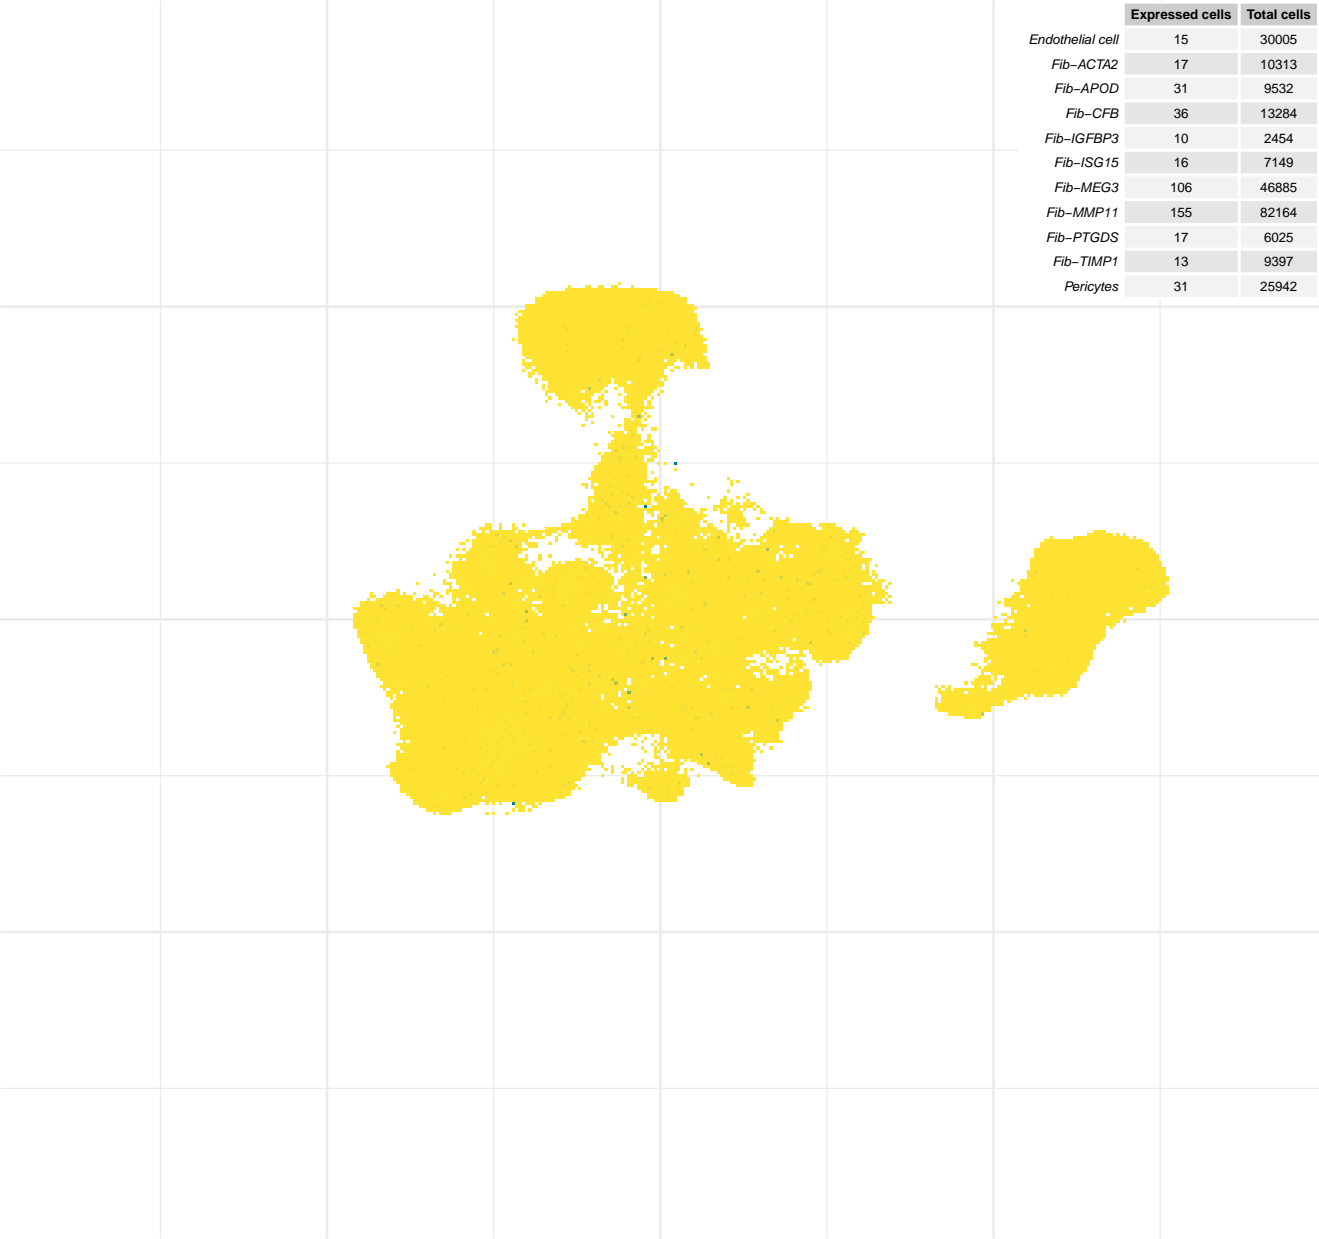 Expressed cells Total cells
Endothelial cell 15 30005
Fib−ACTA2 17 10313
Fib−APOD 31 9532
Fib−CFB 36 13284
Fib−IGFBP3 10 2454
Fib−ISG15 16 7149
Fib−MEG3 106 46885
Fib−MMP11 155 82164
Fib−PTGDS 17 6025
Fib−TIMP1 13 9397
Pericytes 31 25942